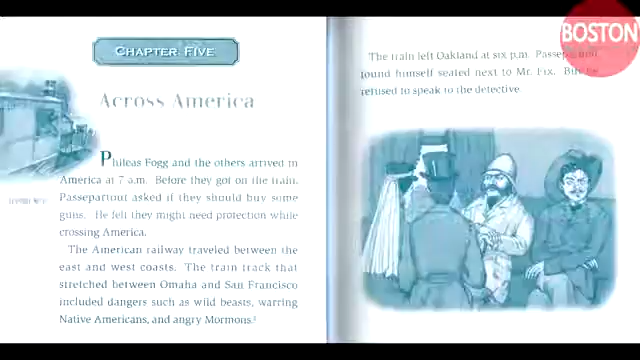 CHAPTER FIVE
Across America
Phileas Fogg and the others arrived in
America at 7 a.m. Before they got on the train,
Passepartout asked if they should buy some
guns. He felt they might need protection while
crossing America.
The American railway traveled between the
east and west coasts. The train track that
stretched between Omaha and San Francisco
included dangers such as wild beasts, warring
Native Americans, and angry Mormons.²
The train left Oakland at six p.m. Passepartout
found himself seated next to Mr. Fix. But he
refused to speak to the detective.
BOSTON